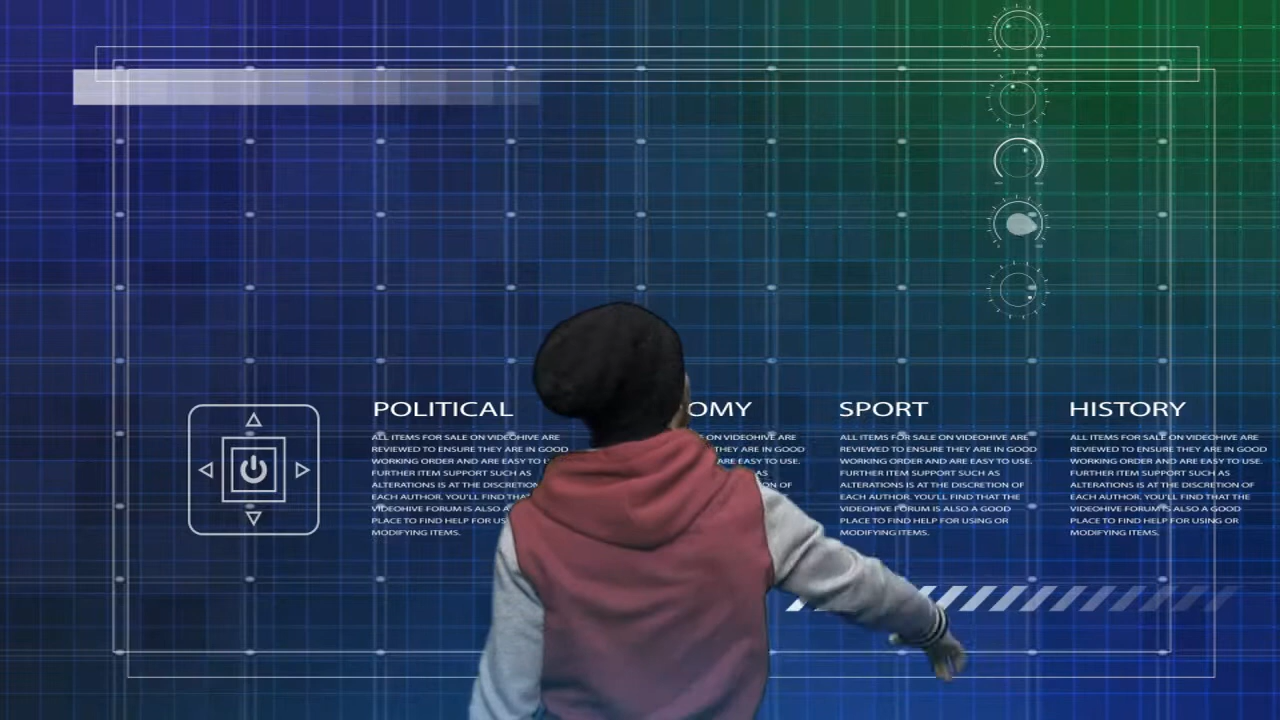 POLITICAL
ALL ITEMS FOR SALE ON VIDEOHIVE ARE
REVIEWED TO ENSURE THEY ARE IN GOOD
WORKING ORDER AND ARE EASY TO
FURTHER ITEM SUPPORT SUCH AS
ALTERATIONS IS AT THE DISCRETION
EACH AUTHOR. YOU'LL FIND THAT
VIDEOHIVE FORUM IS ALSO A
PLACE TO FIND HELP FOR US
MODIFYING ITEMS.
OMY
ON VIDEOHIVE ARE
THEY ARE IN GOOD
ARE EASY TO USE.
AS
ON OF
SPORT
ALL ITEMS FOR SALE ON VIDEOHIVE ARE
REVIEWED TO ENSURE THEY ARE IN GOOD
WORKING ORDER AND ARE EASY TO USE.
FURTHER ITEM SUPPORT SUCH AS
ALTERATIONS IS AT THE DISCRETION OF
EACH AUTHOR. YOU'LL FIND THAT THE
VIDEOHIVE FORUM IS ALSO A GOOD
PLACE TO FIND HELP FOR USING OR
MODIFYING ITEMS.
HISTORY
ALL ITEMS FOR SALE ON VIDEOHIVE ARE
REVIEWED TO ENSURE THEY ARE IN GOOD
WORKING ORDER AND ARE EASY TO USE.
FURTHER ITEM SUPPORT SUCH AS
ALTERATIONS IS AT THE DISCRETION OF
EACH AUTHOR. YOU'LL FIND THAT THE
VIDEOHIVE FORUM IS ALSO A GOOD
PLACE TO FIND HELP FOR USING OR
MODIFYING ITEMS.